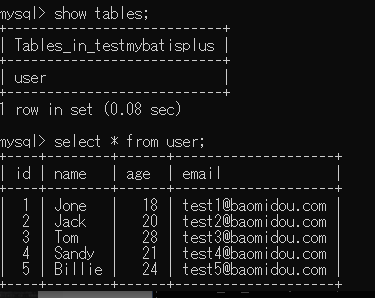 mysql> show tables;
+-------------------------+
| Tables_in_testmybatisplus |
+-------------------------+
| user |
+-------------------------+
1 row in set (0.08 sec)
mysql> select * from user;
+----+--------+-----+--------------------+
| id | name | age | email |
+----+--------+-----+--------------------+
| 1 | Jone | 18 | test1@baomidou.com |
| 2 | Jack | 20 | test2@baomidou.com |
| 3 | Tom | 28 | test3@baomidou.com |
| 4 | Sandy | 21 | test4@baomidou.com |
| 5 | Billie | 24 | test5@baomidou.com |
+----+--------+-----+--------------------+